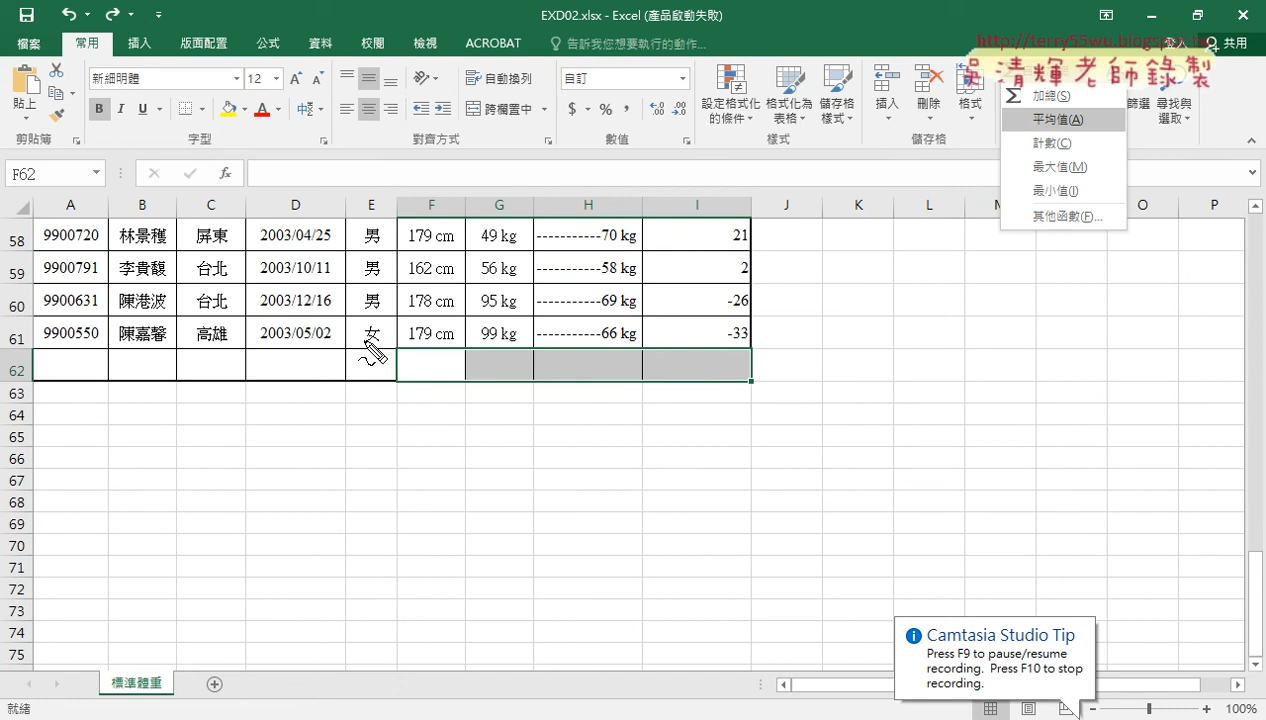 EXD02.xlsx - Excel (產品啟動失敗)
http://terry55wu.blogspot.tw
吳清輝老師錄製
檔案 常用 插入 版面配置 公式 資料 校閱 檢視 ACROBAT 告訴我您想要執行的動作... 登入 共用
貼上 新細明體 12 自動換列 自訂 設定格式化的條件 格式化為表格 儲存格樣式 插入 刪除 格式 篩選 尋找與選取
B I U 跨欄置中 $ % ,
剪貼簿 字型 對齊方式 數值 樣式 儲存格
Σ 加總(S)
平均值(A)
計數(C)
最大值(M)
最小值(I)
其他函數(F)...
F62 fx
A B C D E F G H I J K L M O P
58 9900720 林景穜 屏東 2003/04/25 男 179 cm 49 kg -----------70 kg 21
59 9900791 李貴馥 台北 2003/10/11 男 162 cm 56 kg -----------58 kg 2
60 9900631 陳港波 台北 2003/12/16 男 178 cm 95 kg -----------69 kg -26
61 9900550 陳嘉馨 高雄 2003/05/02 女 179 cm 99 kg -----------66 kg -33
62
63
64
65
66
67
68
69
70
71
72
73
74
75
Camtasia Studio Tip
Press F9 to pause/resume
recording. Press F10 to stop
recording.
標準體重
就緒 100%